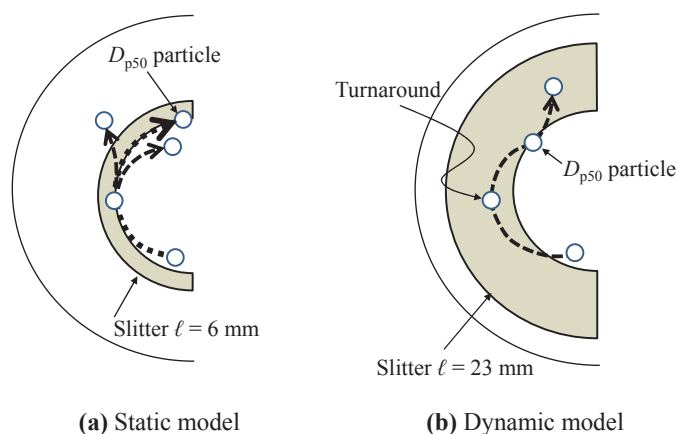 D_p50 particle
Slitter ℓ = 6 mm
(a) Static model
Turnaround
D_p50 particle
Slitter ℓ = 23 mm
(b) Dynamic model